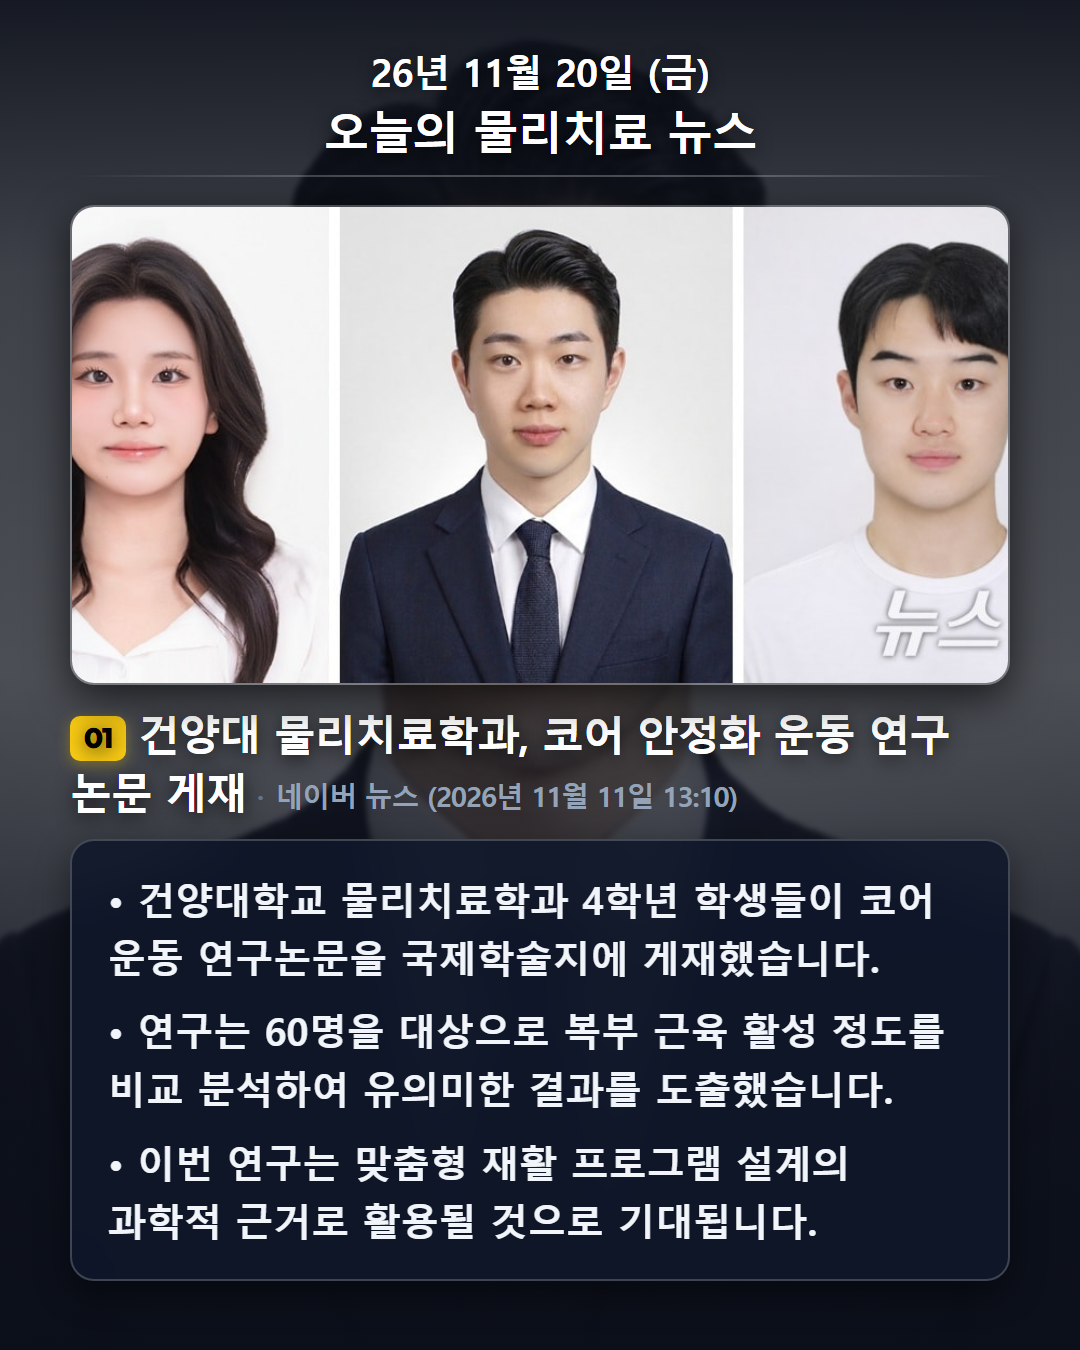 26년 11월 20일 (금)
오늘의 물리치료 뉴스
뉴스
01 건양대 물리치료학과, 코어 안정화 운동 연구
논문 게재 · 네이버 뉴스 (2026년 11월 11일 13:10)
• 건양대학교 물리치료학과 4학년 학생들이 코어
운동 연구논문을 국제학술지에 게재했습니다.
• 연구는 60명을 대상으로 복부 근육 활성 정도를
비교 분석하여 유의미한 결과를 도출했습니다.
• 이번 연구는 맞춤형 재활 프로그램 설계의
과학적 근거로 활용될 것으로 기대됩니다.